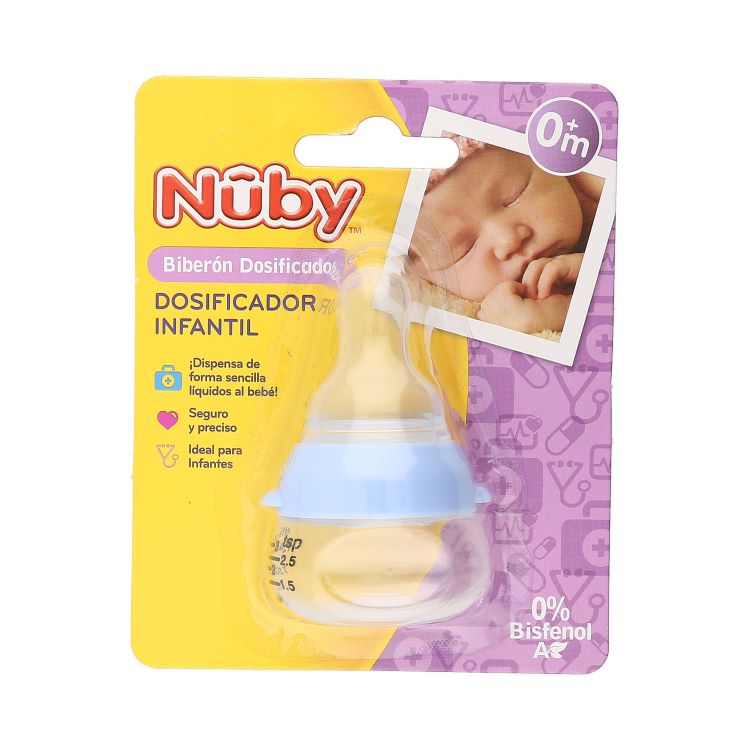 0+m
Nûby™
Biberón Dosificador
DOSIFICADOR
INFANTIL
¡Dispensa de
forma sencilla
líquidos al bebé!
Seguro
y preciso
Ideal para
Infantes
tsp
2.5
1.5
0%
Bisfenol
A